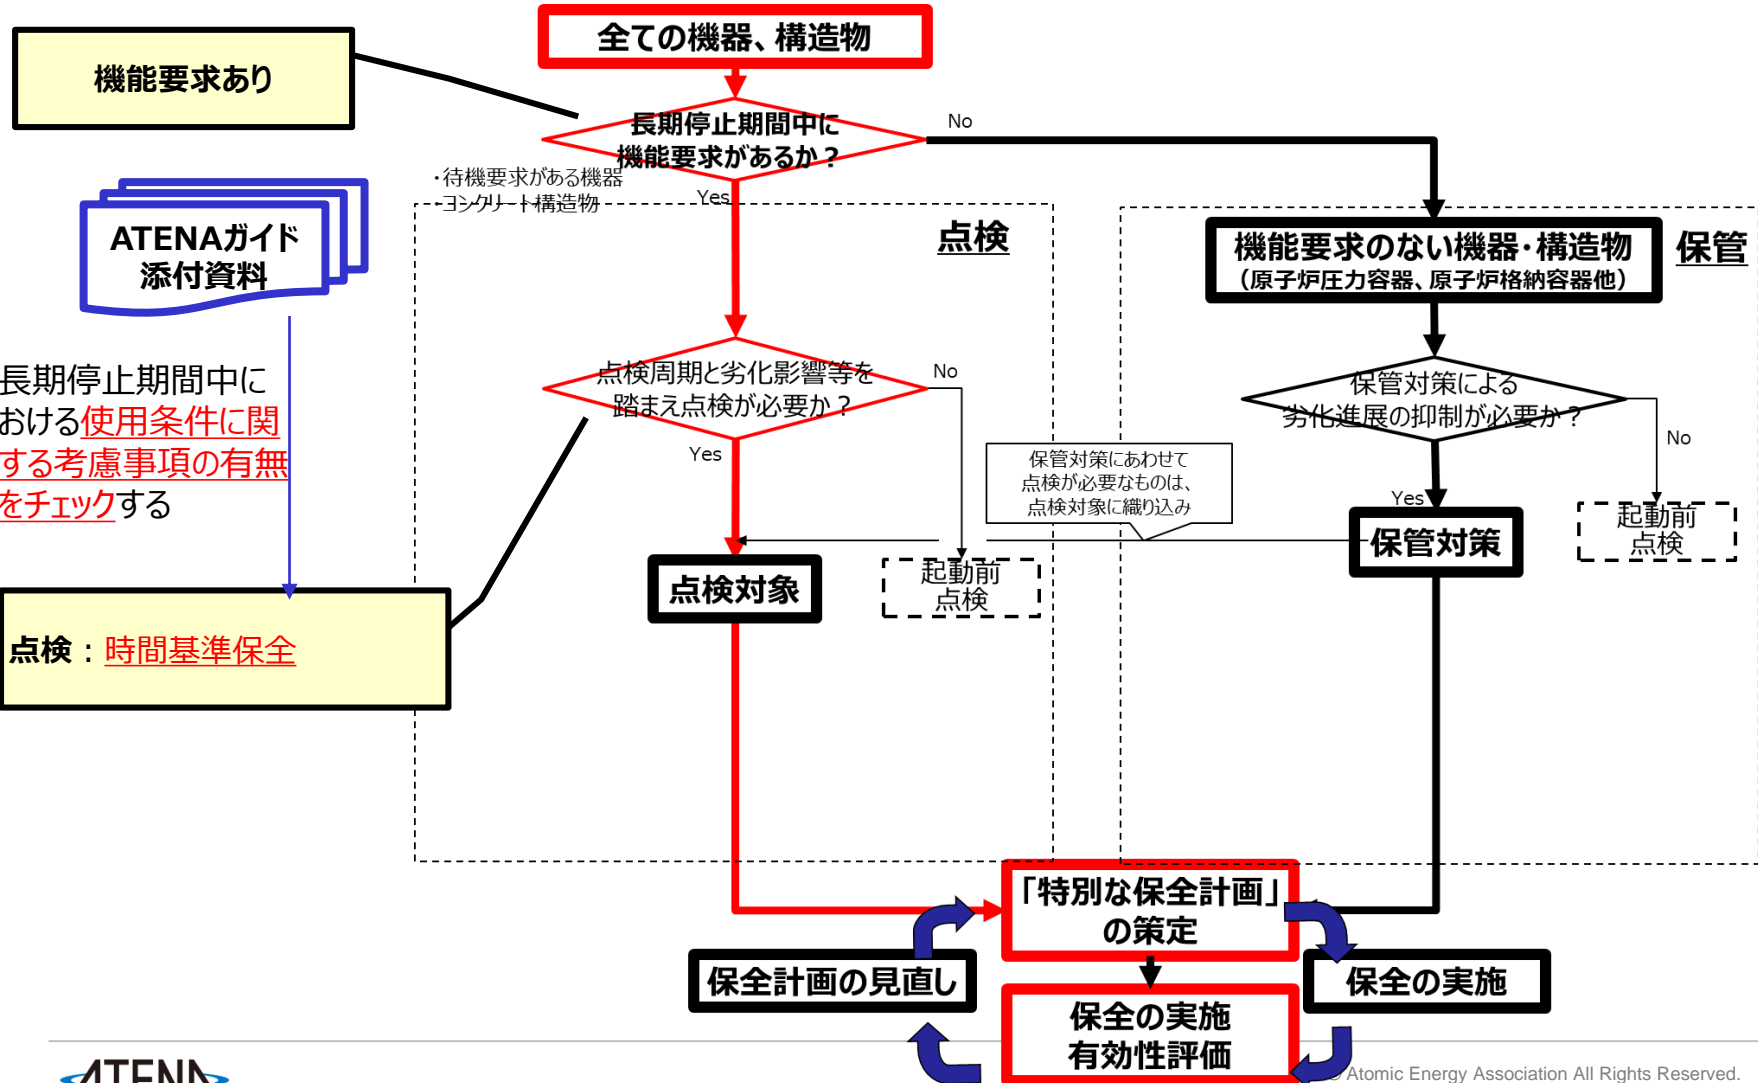 全ての機器、構造物
機能要求あり
長期停止期間中に
機能要求があるか？
No
・待機要求がある機器
・コンクリート構造物
Yes
ATENAガイド
添付資料
点検
機能要求のない機器・構造物
（原子炉圧力容器、原子炉格納容器他）
保管
長期停止期間中に
おける使用条件に関
する考慮事項の有無
をチェックする
点検周期と劣化影響等を
踏まえ点検が必要か？
No
Yes
保管対策による
劣化進展の抑制が必要か？
No
Yes
保管対策にあわせて
点検が必要なものは、
点検対象に織り込み
保管対策
起動前
点検
点検対象
起動前
点検
点検：時間基準保全
「特別な保全計画」
の策定
保全計画の見直し
保全の実施
保全の実施
有効性評価
ATENA
Atomic Energy Association All Rights Reserved.